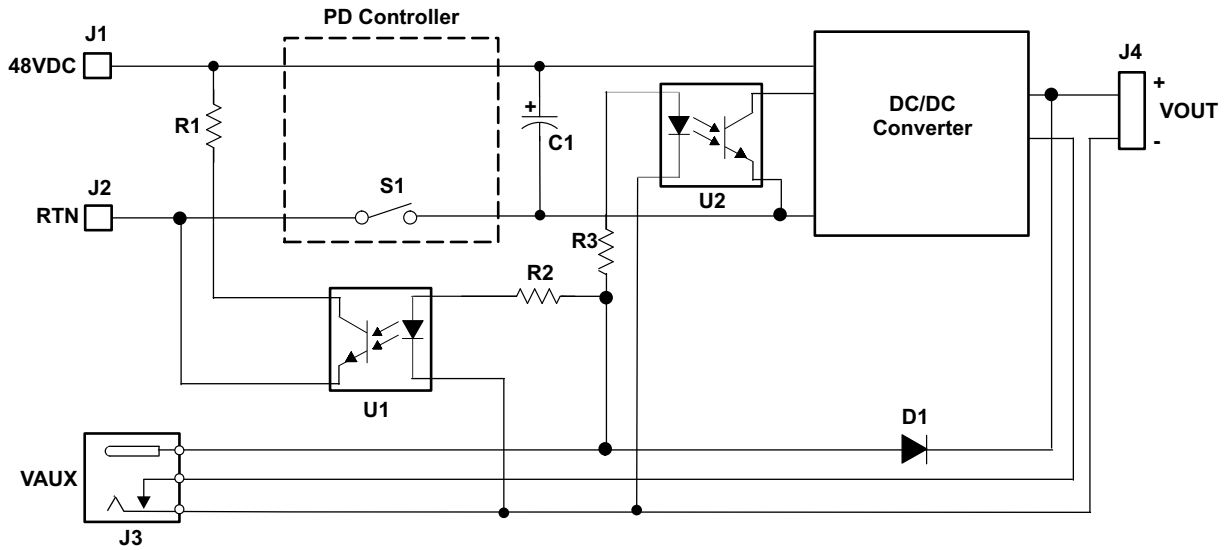 PD Controller
J1
48VDC
R1
+
C1
DC/DC
Converter
J4
+
VOUT
-
J2
RTN
S1
U2
R3
R2
U1
D1
VAUX
J3